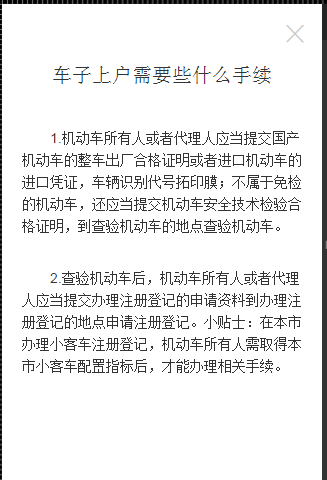 车子上户需要些什么手续
1.机动车所有人或者代理人应当提交国产
机动车的整车出厂合格证明或者进口机动车的
进口凭证，车辆识别代号拓印膜；不属于免检
的机动车，还应当提交机动车安全技术检验合
格证明，到查验机动车的地点查验机动车。
2.查验机动车后，机动车所有人或者代理
人应当提交办理注册登记的申请资料到办理注
册登记的地点申请注册登记。小贴士：在本市
办理小客车注册登记，机动车所有人需取得本
市小客车配置指标后，才能办理相关手续。